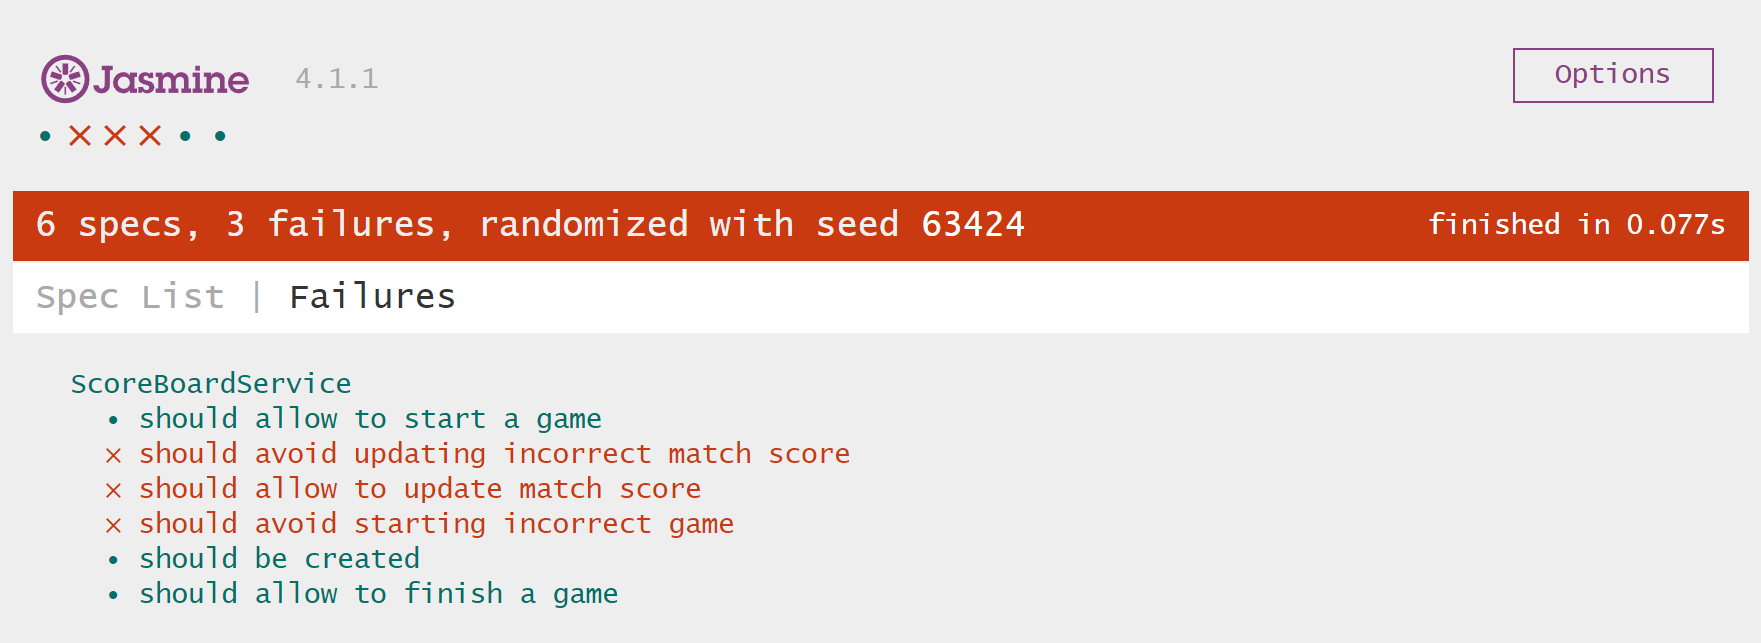 Jasmine 4.1.1 Options
• × × × • •
6 specs, 3 failures, randomized with seed 63424 finished in 0.077s
Spec List | Failures
ScoreBoardService
• should allow to start a game
× should avoid updating incorrect match score
× should allow to update match score
× should avoid starting incorrect game
• should be created
• should allow to finish a game